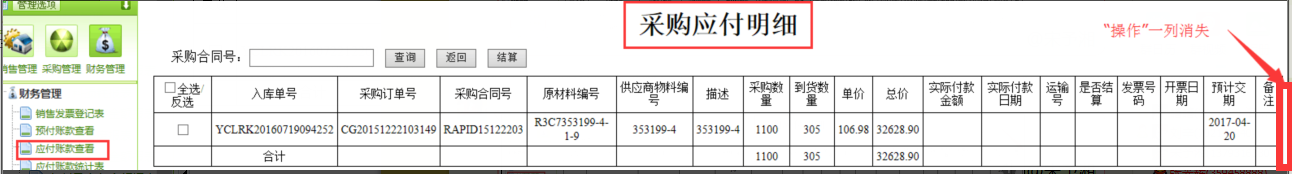 管理选项
采购应付明细
“操作”一列消失
采购合同号： 查询 返回 结算
销售管理 采购管理 财务管理
财务管理
销售发票登记表
预付账款查看
应付账款查看
应付账款统计表
全选/反选 入库单号 采购订单号 采购合同号 原材料编号 供应商物料编号 描述 采购数量 到货数量 单价 总价 实际付款金额 实际付款日期 运输号 是否结算 发票号码 开票日期 预计交期 备注
YCLRK20160719094252 CG20151222103149 RAPID15122203 R3C7353199-4-1-9 353199-4 353199-4 1100 305 106.98 32628.90 2017-04-20
合计 1100 305 32628.90